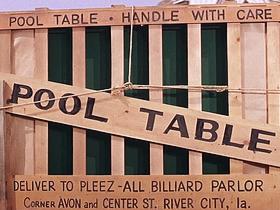 POOL TABLE · HANDLE WITH CARE
POOL TABLE
DELIVER TO PLEEZ-ALL BILLIARD PARLOR
CORNER AVON and CENTER ST. RIVER CITY, Ia.